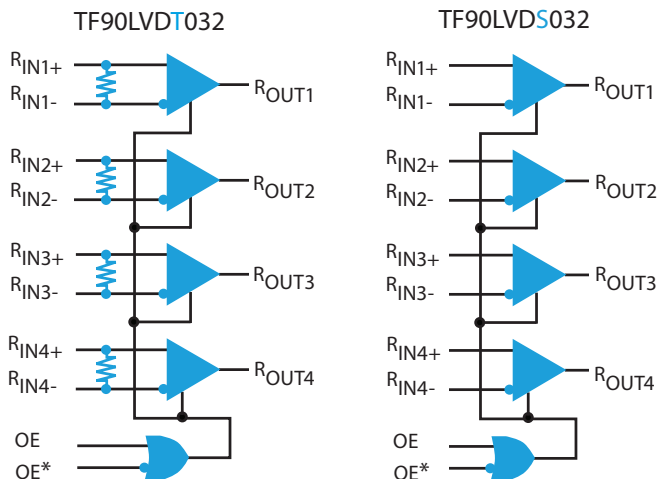 TF90LVDT032
RIN1+
RIN1-
ROUT1
RIN2+
RIN2-
ROUT2
RIN3+
RIN3-
ROUT3
RIN4+
RIN4-
ROUT4
OE
OE*
TF90LVDS032
RIN1+
RIN1-
ROUT1
RIN2+
RIN2-
ROUT2
RIN3+
RIN3-
ROUT3
RIN4+
RIN4-
ROUT4
OE
OE*